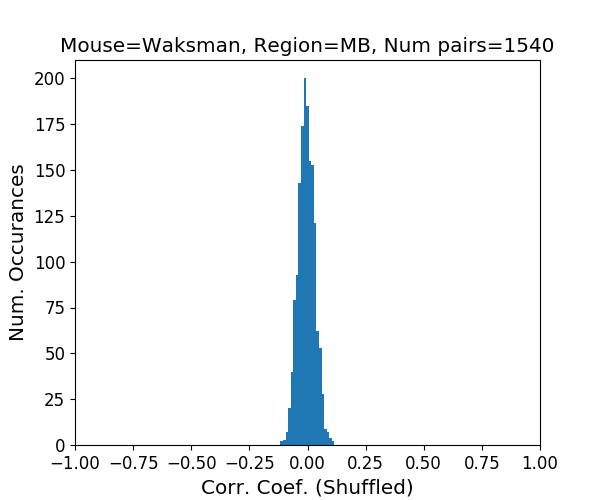 Mouse=Waksman, Region=MB, Num pairs=1540
Num. Occurances
200
175
150
125
100
75
50
25
0
−1.00 −0.75 −0.50 −0.25 0.00 0.25 0.50 0.75 1.00
Corr. Coef. (Shuffled)